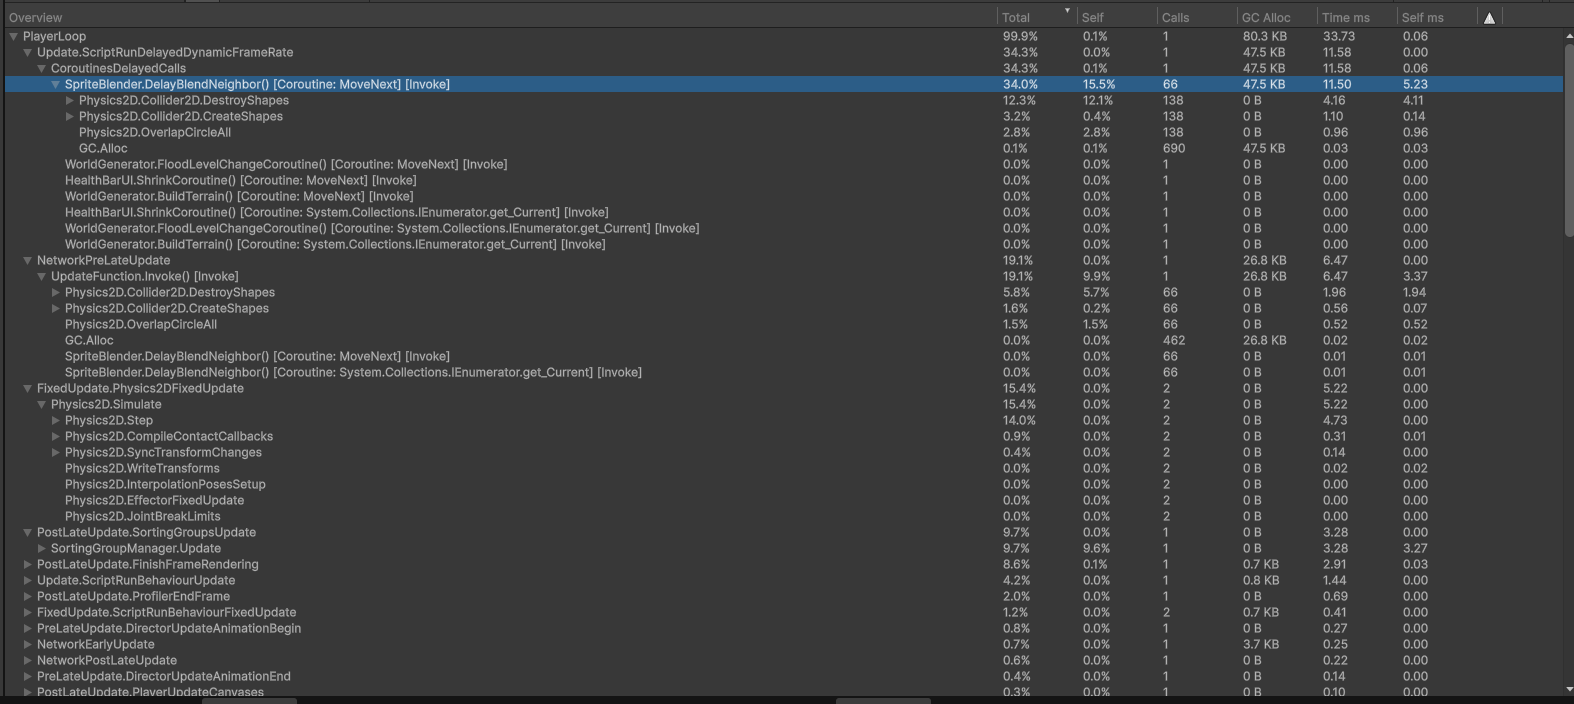 Overview Total Self Calls GC Alloc Time ms Self ms
PlayerLoop 99.9% 0.1% 1 80.3 KB 33.73 0.06
Update.ScriptRunDelayedDynamicFrameRate 34.3% 0.0% 1 47.5 KB 11.58 0.00
CoroutinesDelayedCalls 34.3% 0.1% 1 47.5 KB 11.58 0.06
SpriteBlender.DelayBlendNeighbor() [Coroutine: MoveNext] [Invoke] 34.0% 15.5% 66 47.5 KB 11.50 5.23
Physics2D.Collider2D.DestroyShapes 12.3% 12.1% 138 0 B 4.16 4.11
Physics2D.Collider2D.CreateShapes 3.2% 0.4% 138 0 B 1.10 0.14
Physics2D.OverlapCircleAll 2.8% 2.8% 138 0 B 0.96 0.96
GC.Alloc 0.1% 0.1% 690 47.5 KB 0.03 0.03
WorldGenerator.FloodLevelChangeCoroutine() [Coroutine: MoveNext] [Invoke] 0.0% 0.0% 1 0 B 0.00 0.00
HealthBarUI.ShrinkCoroutine() [Coroutine: MoveNext] [Invoke] 0.0% 0.0% 1 0 B 0.00 0.00
WorldGenerator.BuildTerrain() [Coroutine: MoveNext] [Invoke] 0.0% 0.0% 1 0 B 0.00 0.00
HealthBarUI.ShrinkCoroutine() [Coroutine: System.Collections.IEnumerator.get_Current] [Invoke] 0.0% 0.0% 1 0 B 0.00 0.00
WorldGenerator.FloodLevelChangeCoroutine() [Coroutine: System.Collections.IEnumerator.get_Current] [Invoke] 0.0% 0.0% 1 0 B 0.00 0.00
WorldGenerator.BuildTerrain() [Coroutine: System.Collections.IEnumerator.get_Current] [Invoke] 0.0% 0.0% 1 0 B 0.00 0.00
NetworkPreLateUpdate 19.1% 0.0% 1 26.8 KB 6.47 0.00
UpdateFunction.Invoke() [Invoke] 19.1% 9.9% 1 26.8 KB 6.47 3.37
Physics2D.Collider2D.DestroyShapes 5.8% 5.7% 66 0 B 1.96 1.94
Physics2D.Collider2D.CreateShapes 1.6% 0.2% 66 0 B 0.56 0.07
Physics2D.OverlapCircleAll 1.5% 1.5% 66 0 B 0.52 0.52
GC.Alloc 0.0% 0.0% 462 26.8 KB 0.02 0.02
SpriteBlender.DelayBlendNeighbor() [Coroutine: MoveNext] [Invoke] 0.0% 0.0% 66 0 B 0.01 0.01
SpriteBlender.DelayBlendNeighbor() [Coroutine: System.Collections.IEnumerator.get_Current] [Invoke] 0.0% 0.0% 66 0 B 0.01 0.01
FixedUpdate.Physics2DFixedUpdate 15.4% 0.0% 2 0 B 5.22 0.00
Physics2D.Simulate 15.4% 0.0% 2 0 B 5.22 0.00
Physics2D.Step 14.0% 0.0% 2 0 B 4.73 0.00
Physics2D.CompileContactCallbacks 0.9% 0.0% 2 0 B 0.31 0.01
Physics2D.SyncTransformChanges 0.4% 0.0% 2 0 B 0.14 0.00
Physics2D.WriteTransforms 0.0% 0.0% 2 0 B 0.02 0.02
Physics2D.InterpolationPosesSetup 0.0% 0.0% 2 0 B 0.00 0.00
Physics2D.EffectorFixedUpdate 0.0% 0.0% 2 0 B 0.00 0.00
Physics2D.JointBreakLimits 0.0% 0.0% 2 0 B 0.00 0.00
PostLateUpdate.SortingGroupsUpdate 9.7% 0.0% 1 0 B 3.28 0.00
SortingGroupManager.Update 9.7% 9.6% 1 0 B 3.28 3.27
PostLateUpdate.FinishFrameRendering 8.6% 0.1% 1 0.7 KB 2.91 0.03
Update.ScriptRunBehaviourUpdate 4.2% 0.0% 1 0.8 KB 1.44 0.00
PostLateUpdate.ProfilerEndFrame 2.0% 0.0% 1 0 B 0.69 0.00
FixedUpdate.ScriptRunBehaviourFixedUpdate 1.2% 0.0% 2 0.7 KB 0.41 0.00
PreLateUpdate.DirectorUpdateAnimationBegin 0.8% 0.0% 1 0 B 0.27 0.00
NetworkEarlyUpdate 0.7% 0.0% 1 3.7 KB 0.25 0.00
NetworkPostLateUpdate 0.6% 0.0% 1 0 B 0.22 0.00
PreLateUpdate.DirectorUpdateAnimationEnd 0.4% 0.0% 1 0 B 0.14 0.00
PostLateUpdate.PlayerUpdateCanvases 0.3% 0.0% 1 0 B 0.10 0.00